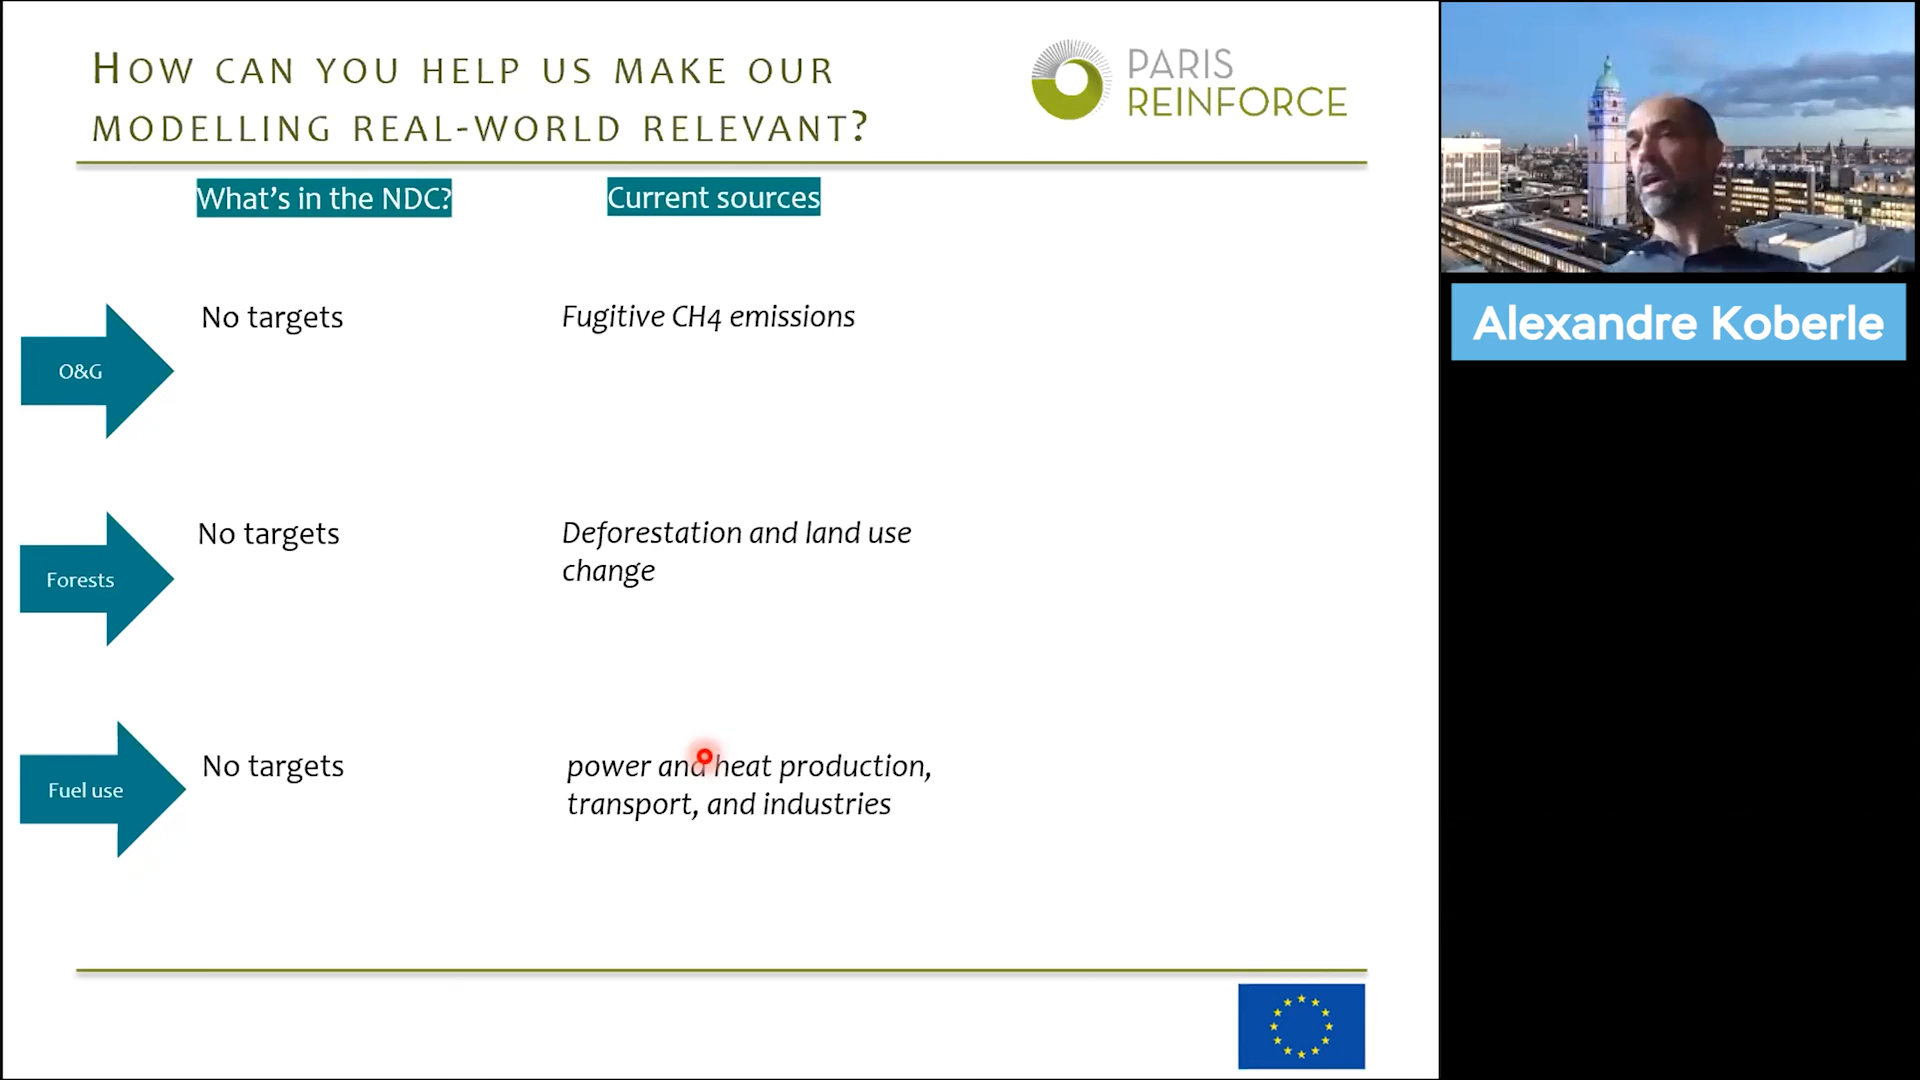 HOW CAN YOU HELP US MAKE OUR
MODELLING REAL-WORLD RELEVANT?
PARIS
REINFORCE
What's in the NDC?
Current sources
O&G
No targets
Fugitive CH4 emissions
Forests
No targets
Deforestation and land use
change
Fuel use
No targets
power and heat production,
transport, and industries
Alexandre Koberle